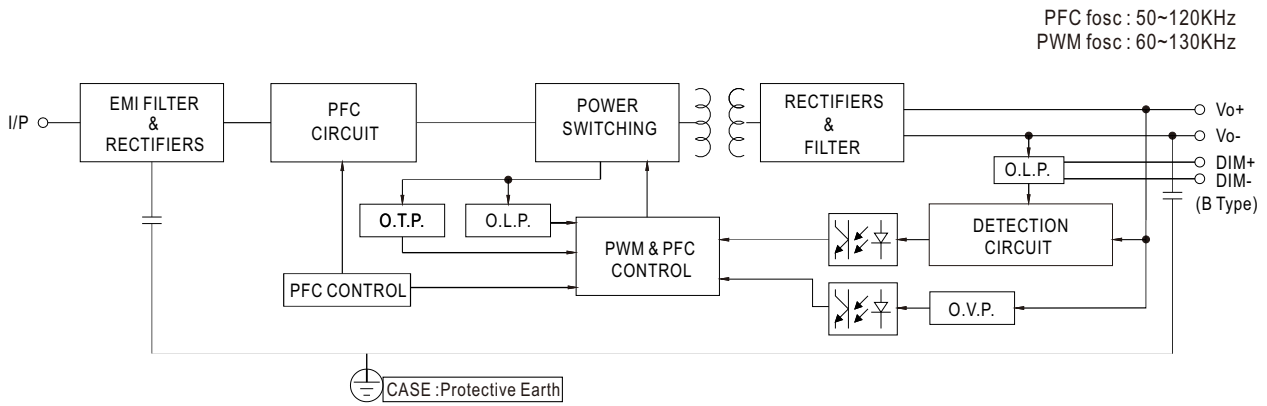 PFC fosc : 50~120KHz
PWM fosc : 60~130KHz
I/P
EMI FILTER
&
RECTIFIERS
PFC
CIRCUIT
POWER
SWITCHING
RECTIFIERS
&
FILTER
Vo+
Vo-
DIM+
DIM-
(B Type)
O.L.P.
O.T.P.
O.L.P.
DETECTION
CIRCUIT
PWM & PFC
CONTROL
PFC CONTROL
O.V.P.
CASE :Protective Earth